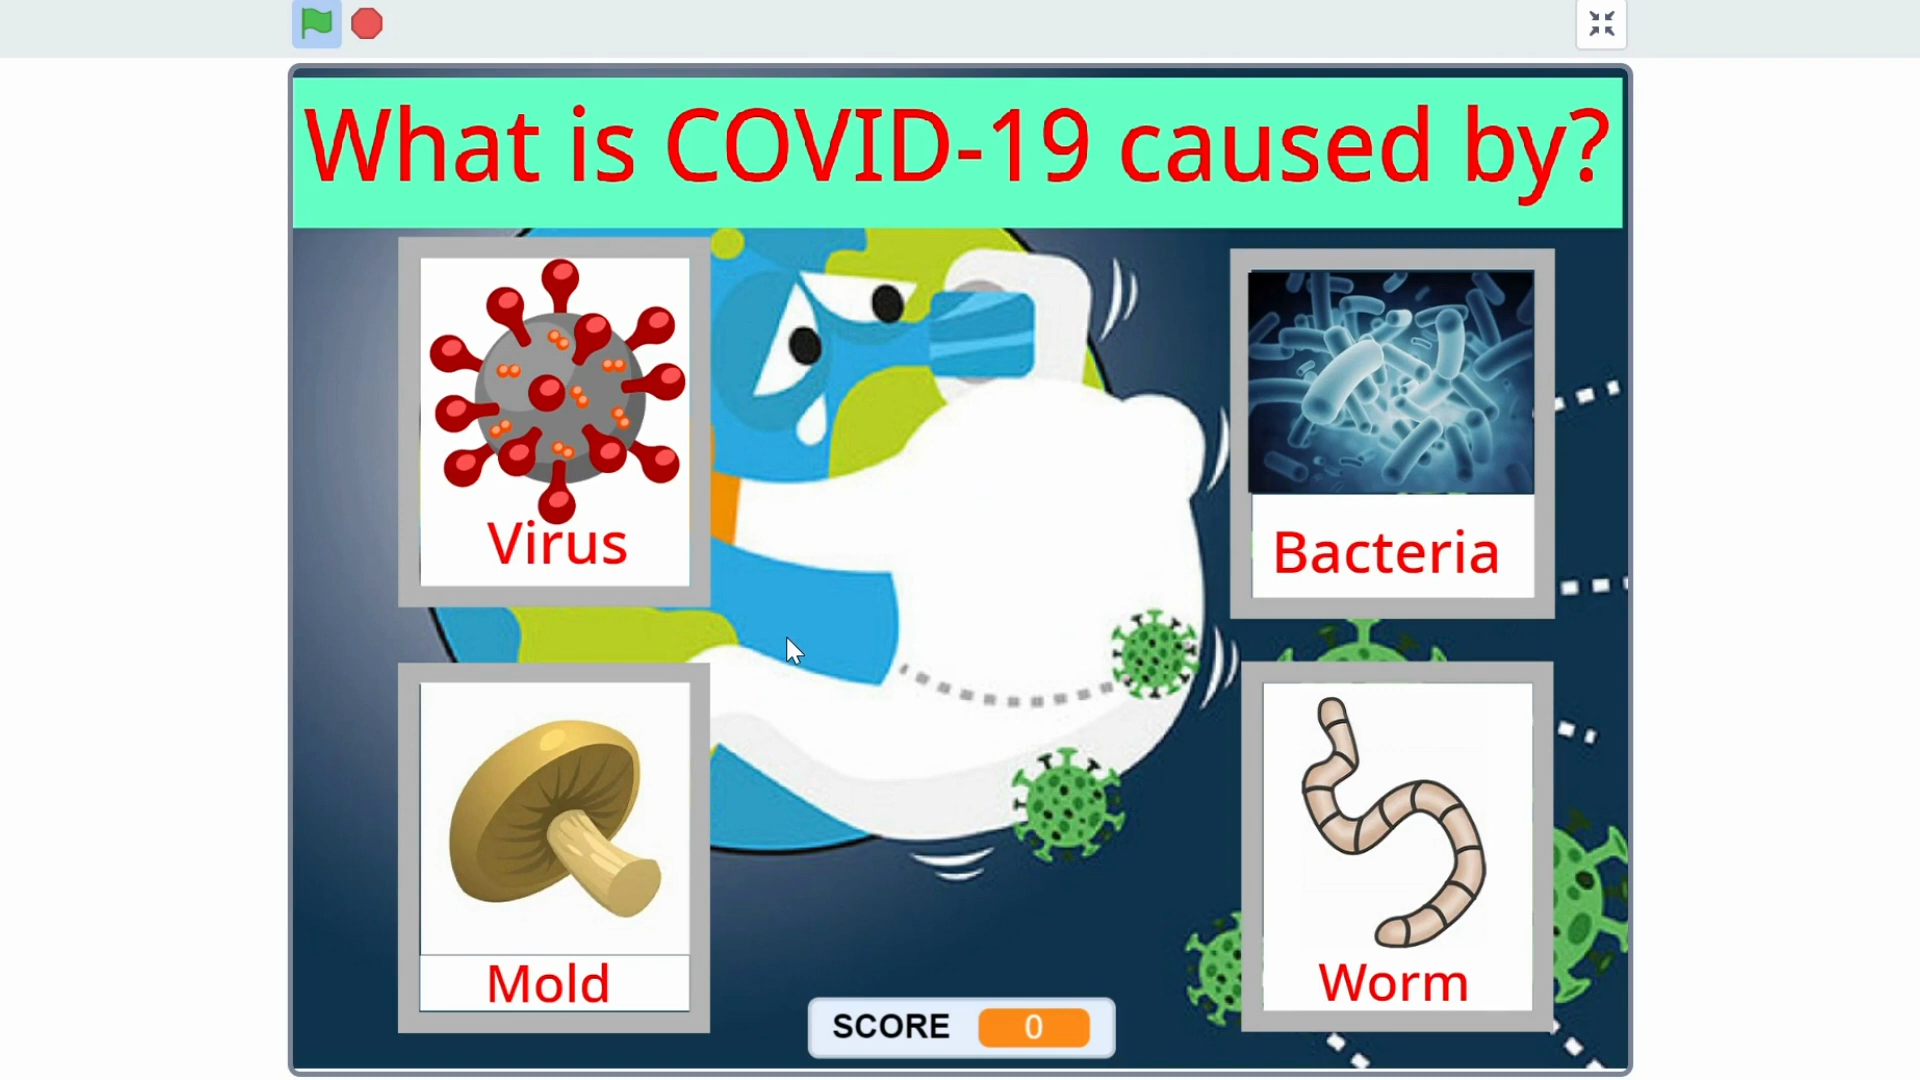 What is COVID-19 caused by?
Virus
Bacteria
Mold
Worm
SCORE 0